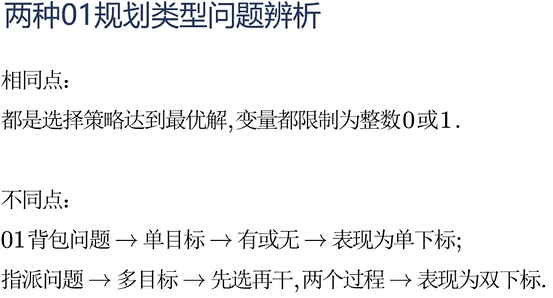 两种01规划类型问题辨析
相同点：
都是选择策略达到最优解,变量都限制为整数0或1.
不同点：
01背包问题→单目标→有或无→表现为单下标;
指派问题→多目标→先选再干,两个过程→表现为双下标.